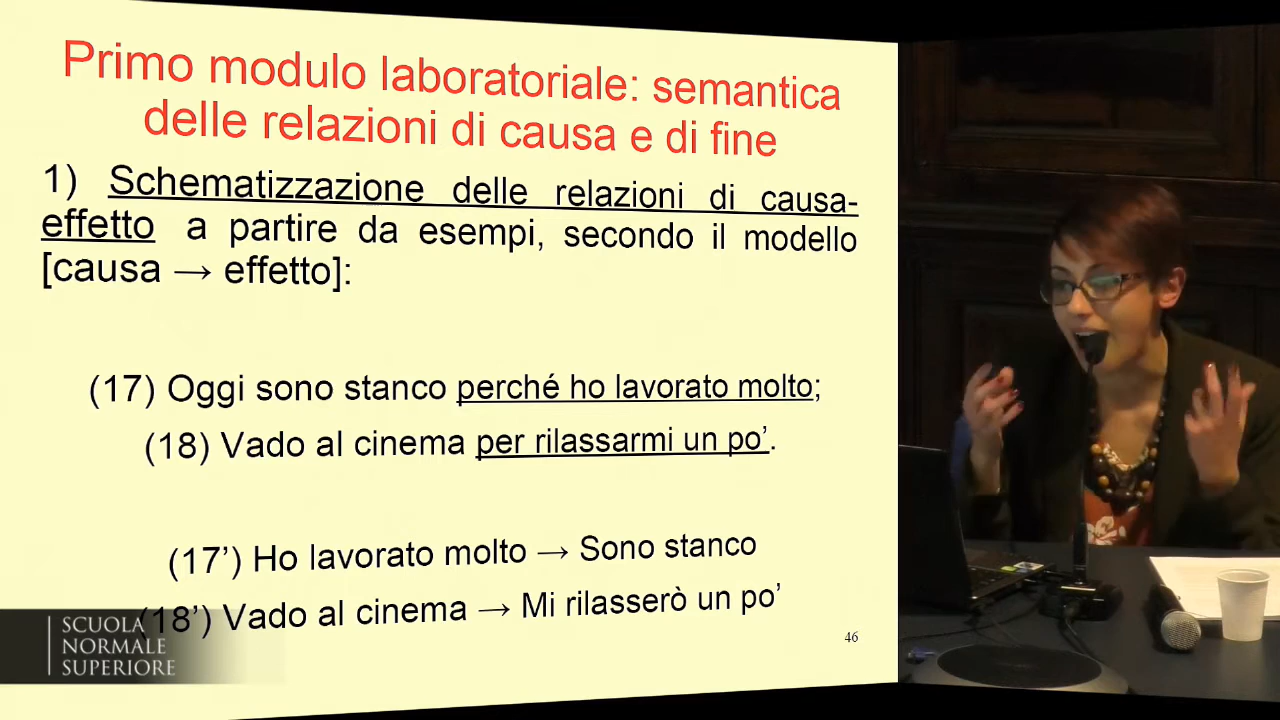 Primo modulo laboratoriale: semantica
delle relazioni di causa e di fine
1) Schematizzazione delle relazioni di causa-
effetto a partire da esempi, secondo il modello
[causa → effetto]:
(17) Oggi sono stanco perché ho lavorato molto;
(18) Vado al cinema per rilassarmi un po’.
(17’) Ho lavorato molto → Sono stanco
(18’) Vado al cinema → Mi rilasserò un po’
46
SCUOLA
NORMALE
SUPERIORE